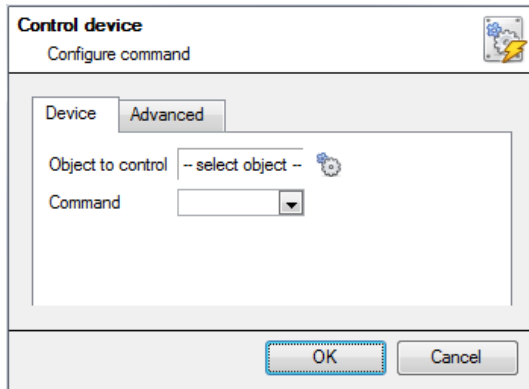 Control device
Configure command
Device Advanced
Object to control -- select object --
Command
OK Cancel